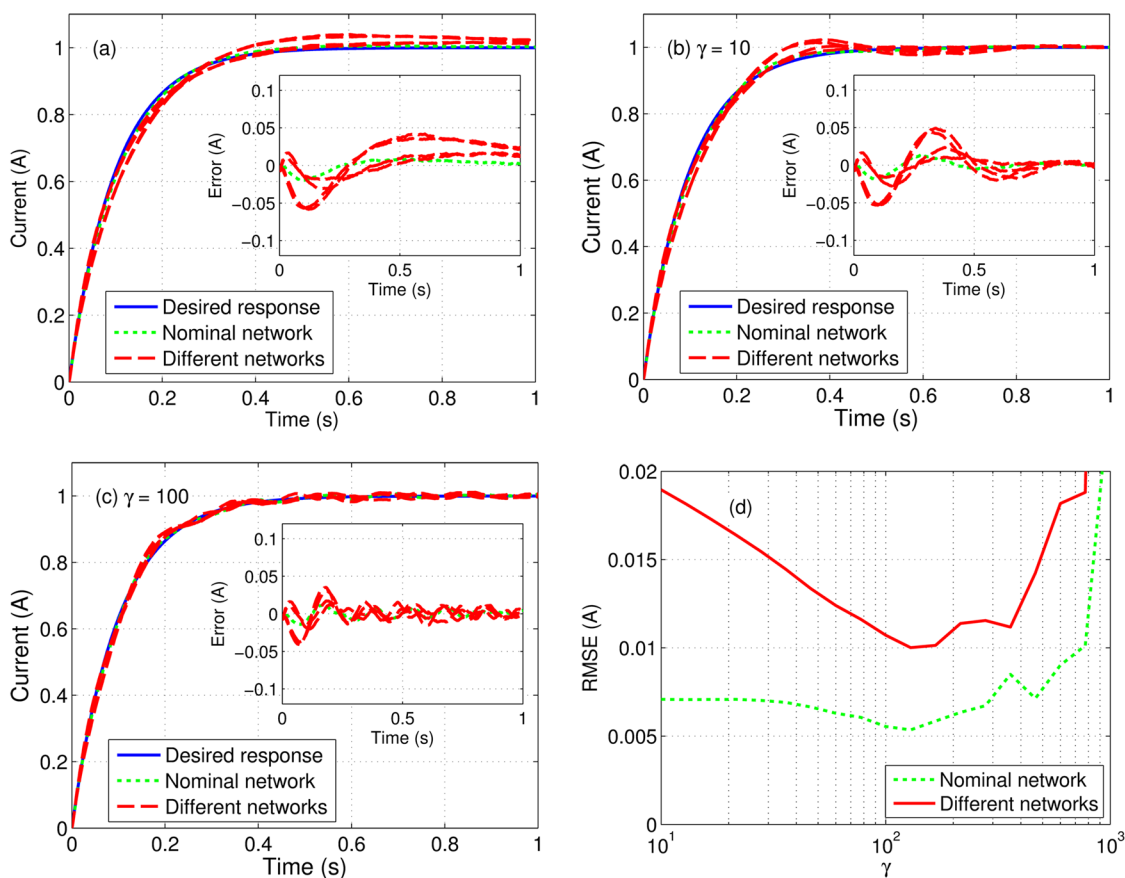 (a)
Current (A)
1
0.8
0.6
0.4
0.2
0
0 0.2 0.4 0.6 0.8 1
Time (s)
Error (A)
0.1
0.05
0
−0.05
−0.1
0 0.5 1
Time (s)
Desired response
Nominal network
Different networks
(b) γ = 10
Current (A)
1
0.8
0.6
0.4
0.2
0
0 0.2 0.4 0.6 0.8 1
Time (s)
Error (A)
0.1
0.05
0
−0.05
−0.1
0 0.5 1
Time (s)
Desired response
Nominal network
Different networks
(c) γ = 100
Current (A)
1
0.8
0.6
0.4
0.2
0
0 0.2 0.4 0.6 0.8 1
Time (s)
Error (A)
0.1
0.05
0
−0.05
−0.1
0 0.5 1
Time (s)
Desired response
Nominal network
Different networks
(d)
RMSE (A)
0.02
0.015
0.01
0.005
0
10¹ 10² 10³
γ
Nominal network
Different networks